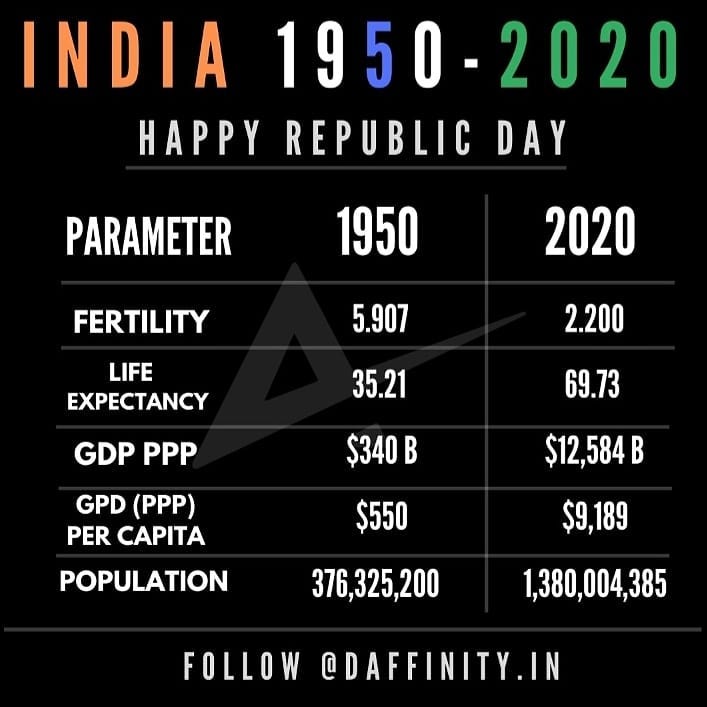 INDIA 1950-2020
HAPPY REPUBLIC DAY
PARAMETER 1950 2020
FERTILITY 5.907 2.200
LIFE
EXPECTANCY 35.21 69.73
GDP PPP $340 B $12,584 B
GPD (PPP)
PER CAPITA $550 $9,189
POPULATION 376,325,200 1,380,004,385
FOLLOW @DAFFINITY.IN